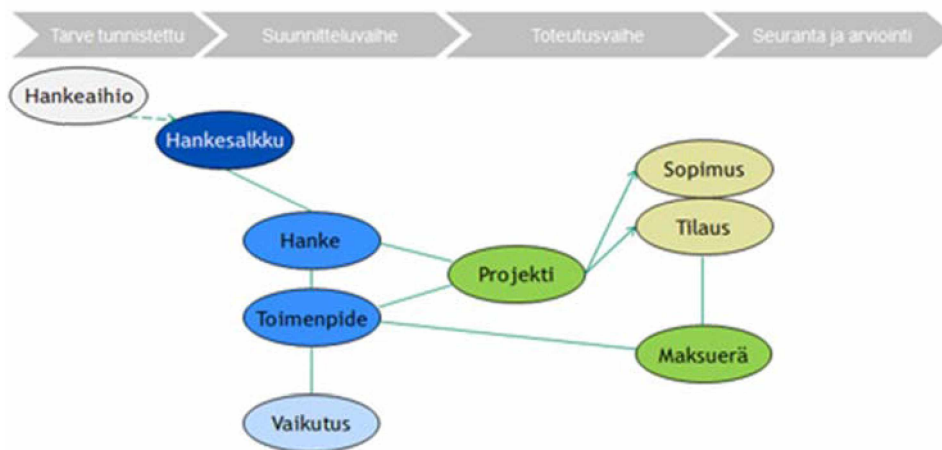 Tarve tunnistettu
Suunnitteluvaihe
Toteutusvaihe
Seuranta ja arviointi
Hankeaihio
Hankesalkku
Sopimus
Tilaus
Hanke
Projekti
Toimenpide
Maksuerä
Vaikutus